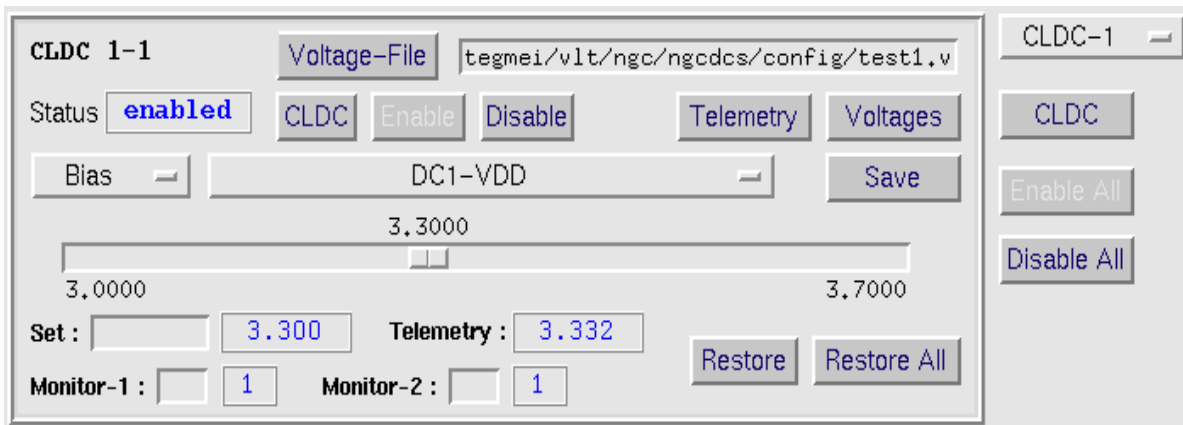 CLDC 1-1 Voltage-File tegmei/vlt/ngc/ngcdcs/config/test1.v CLDC-1
Status enabled CLDC Enable Disable Telemetry Voltages CLDC
Bias DC1-VDD Save Enable All
3.3000
Disable All
3.0000 3.7000
Set : 3.300 Telemetry : 3.332
Restore Restore All
Monitor-1 : 1 Monitor-2 : 1